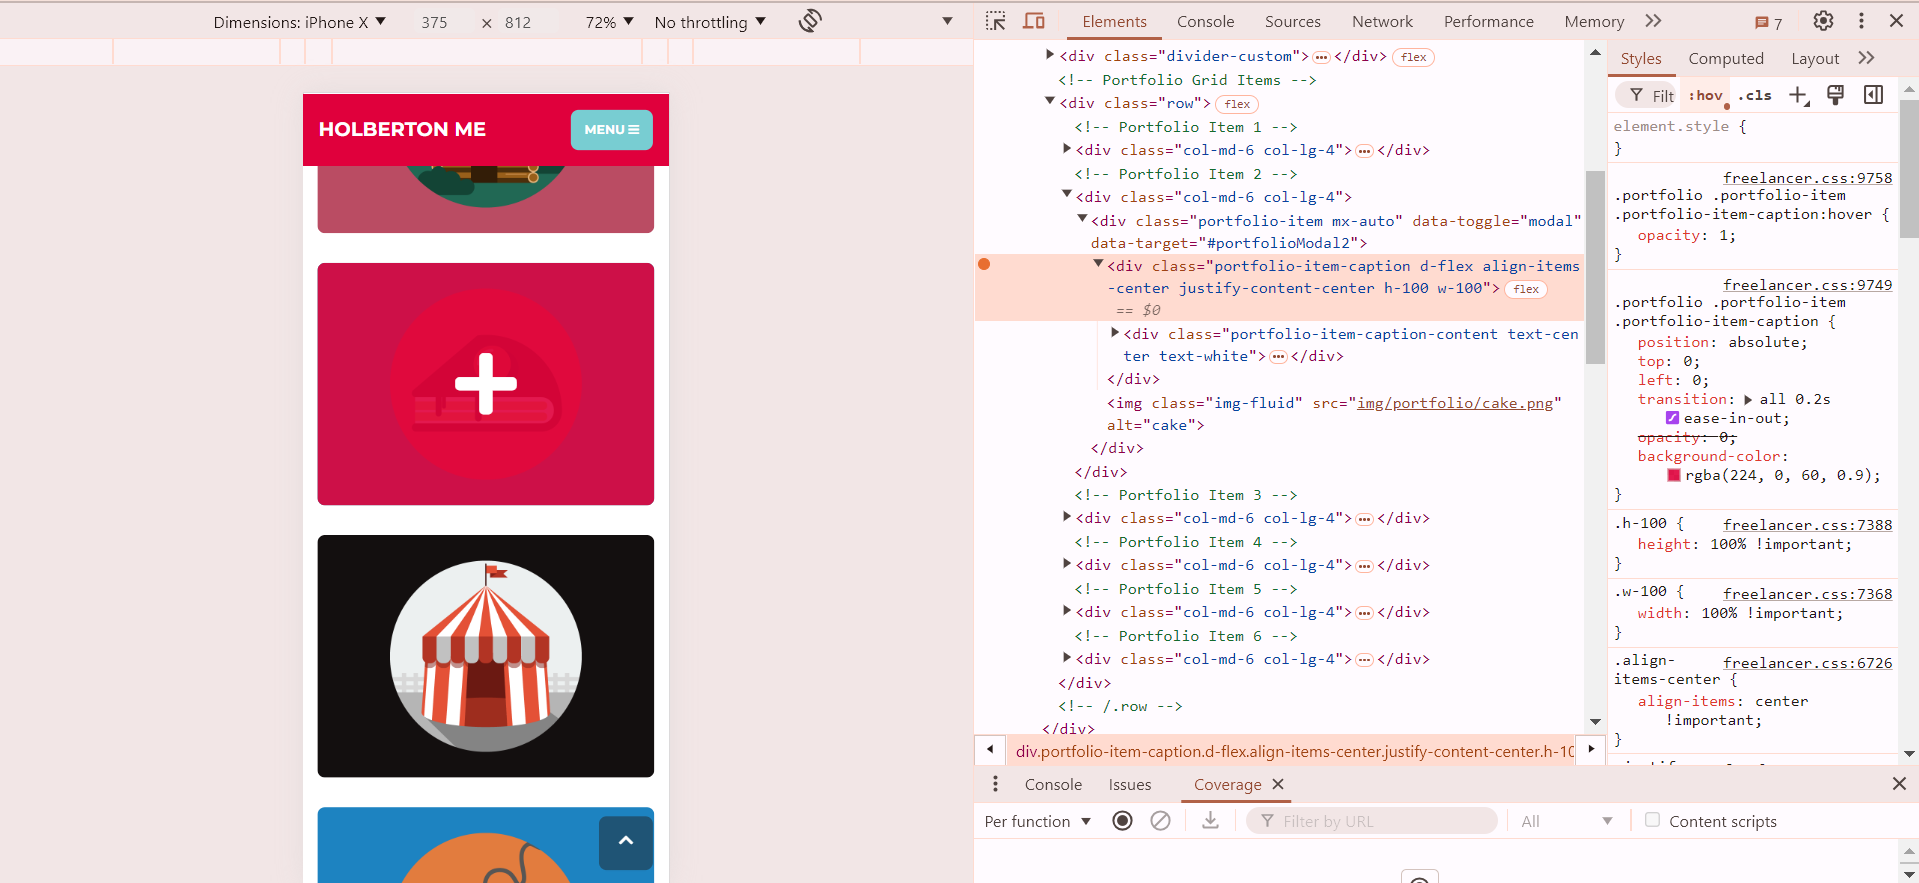 Dimensions: iPhone X ▼ 375 × 812 72% ▼ No throttling ▼
Elements Console Sources Network Performance Memory 7
HOLBERTON ME
MENU
<div class="divider-custom"> … </div> flex
<!-- Portfolio Grid Items -->
<div class="row"> flex
<!-- Portfolio Item 1 -->
<div class="col-md-6 col-lg-4"> … </div>
<!-- Portfolio Item 2 -->
<div class="col-md-6 col-lg-4">
<div class="portfolio-item mx-auto" data-toggle="modal"
data-target="#portfolioModal2">
<div class="portfolio-item-caption d-flex align-items
-center justify-content-center h-100 w-100"> flex
== $0
<div class="portfolio-item-caption-content text-cen
ter text-white"> … </div>
</div>
<img class="img-fluid" src="img/portfolio/cake.png"
alt="cake">
</div>
</div>
<!-- Portfolio Item 3 -->
<div class="col-md-6 col-lg-4"> … </div>
<!-- Portfolio Item 4 -->
<div class="col-md-6 col-lg-4"> … </div>
<!-- Portfolio Item 5 -->
<div class="col-md-6 col-lg-4"> … </div>
<!-- Portfolio Item 6 -->
<div class="col-md-6 col-lg-4"> … </div>
</div>
<!-- /.row -->
</div>
div.portfolio-item-caption.d-flex.align-items-center.justify-content-center.h-10
Styles Computed Layout
Filt :hov .cls
element.style {
}
freelancer.css:9758
.portfolio .portfolio-item
.portfolio-item-caption:hover {
opacity: 1;
}
freelancer.css:9749
.portfolio .portfolio-item
.portfolio-item-caption {
position: absolute;
top: 0;
left: 0;
transition: all 0.2s
ease-in-out;
opacity: 0;
background-color:
rgba(224, 0, 60, 0.9);
}
.h-100 { freelancer.css:7388
height: 100% !important;
}
.w-100 { freelancer.css:7368
width: 100% !important;
}
.align- freelancer.css:6726
items-center {
align-items: center
!important;
}
Console Issues Coverage
Per function ▼ Filter by URL All ▼ Content scripts